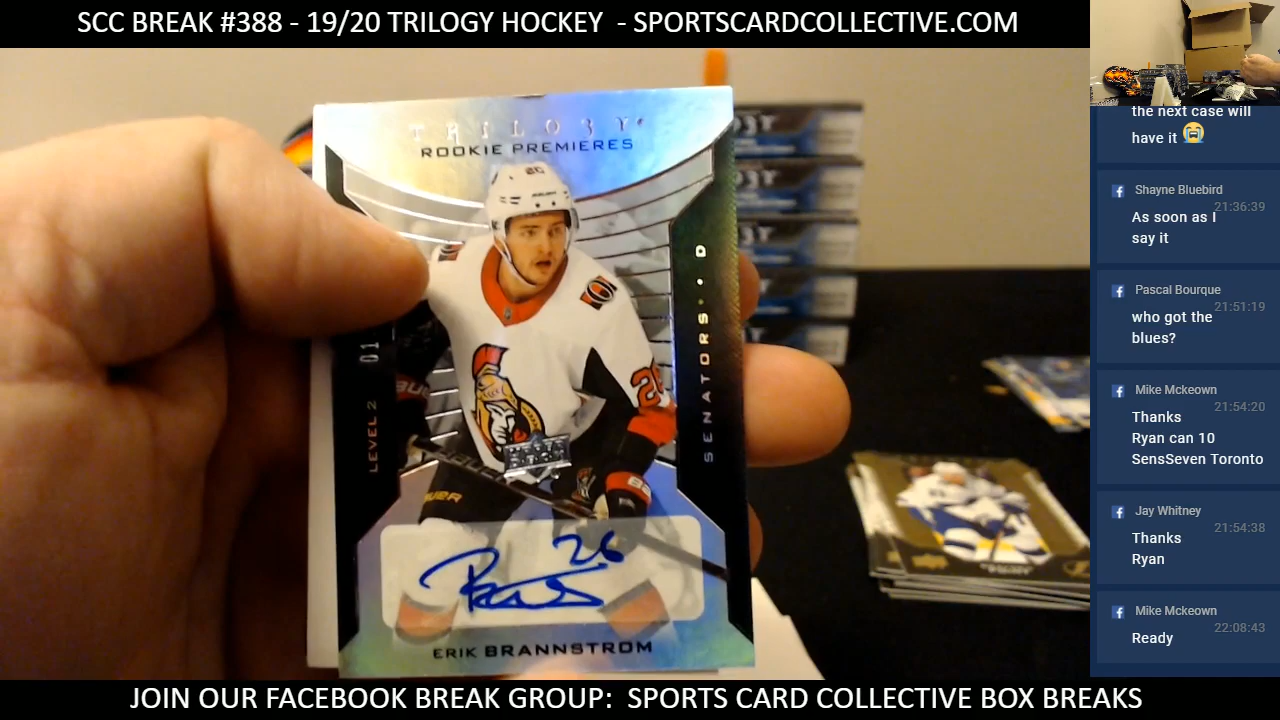 SCC BREAK #388 - 19/20 TRILOGY HOCKEY - SPORTSCARDCOLLECTIVE.COM
TRILOGY
ROOKIE PREMIERES
SENATORS · D
LEVEL 2
26
ERIK BRANNSTROM
the next case will
have it 😭
Shayne Bluebird
21:36:39
As soon as I
say it
Pascal Bourque
21:51:19
who got the
blues?
Mike Mckeown
21:54:20
Thanks
Ryan can 10
SensSeven Toronto
Jay Whitney
21:54:38
Thanks
Ryan
Mike Mckeown
22:08:43
Ready
JOIN OUR FACEBOOK BREAK GROUP: SPORTS CARD COLLECTIVE BOX BREAKS